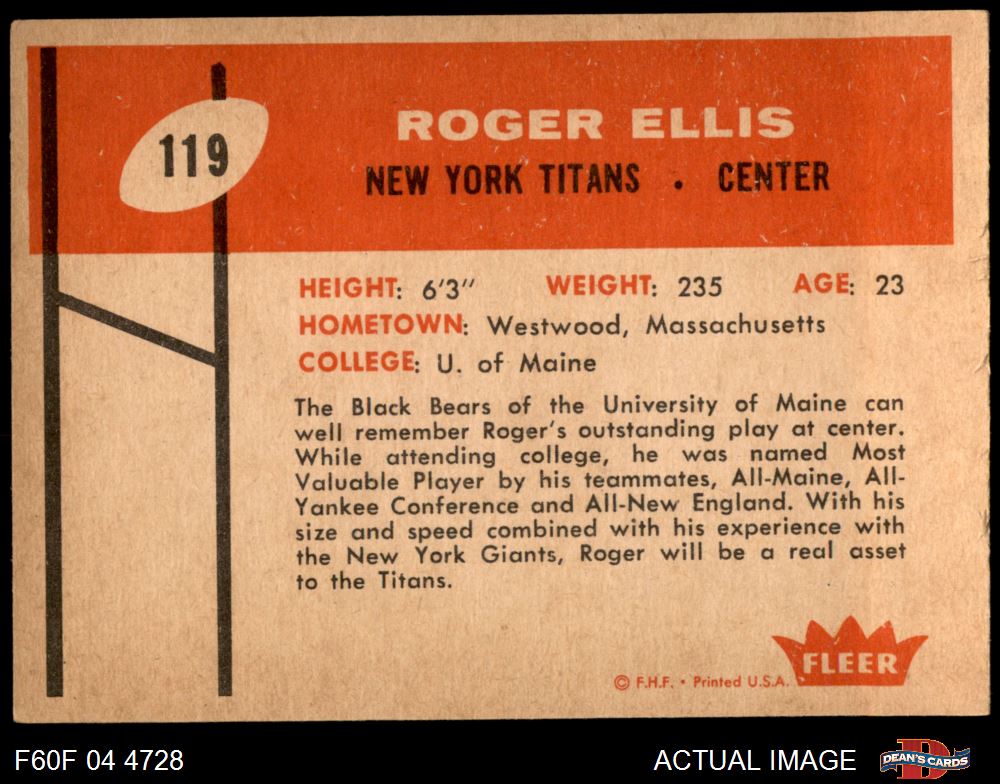 119
ROGER ELLIS
NEW YORK TITANS . CENTER
HEIGHT: 6'3" WEIGHT: 235 AGE: 23
HOMETOWN: Westwood, Massachusetts
COLLEGE: U. of Maine
The Black Bears of the University of Maine can
well remember Roger's outstanding play at center.
While attending college, he was named Most
Valuable Player by his teammates, All-Maine, All-
Yankee Conference and All-New England. With his
size and speed combined with his experience with
the New York Giants, Roger will be a real asset
to the Titans.
FLEER
© F.H.F. • Printed U.S.A.
F60F 04 4728
ACTUAL IMAGE
D
DEAN'S CARDS